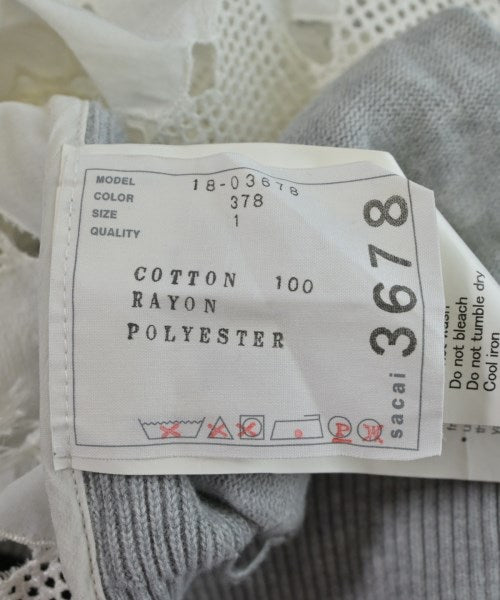 MODEL 18-03678
COLOR 378
SIZE 1
QUALITY
COTTON 100
RAYON
POLYESTER
P W
sacai 3678
Do not bleach
Do not tumble dry
Cool iron